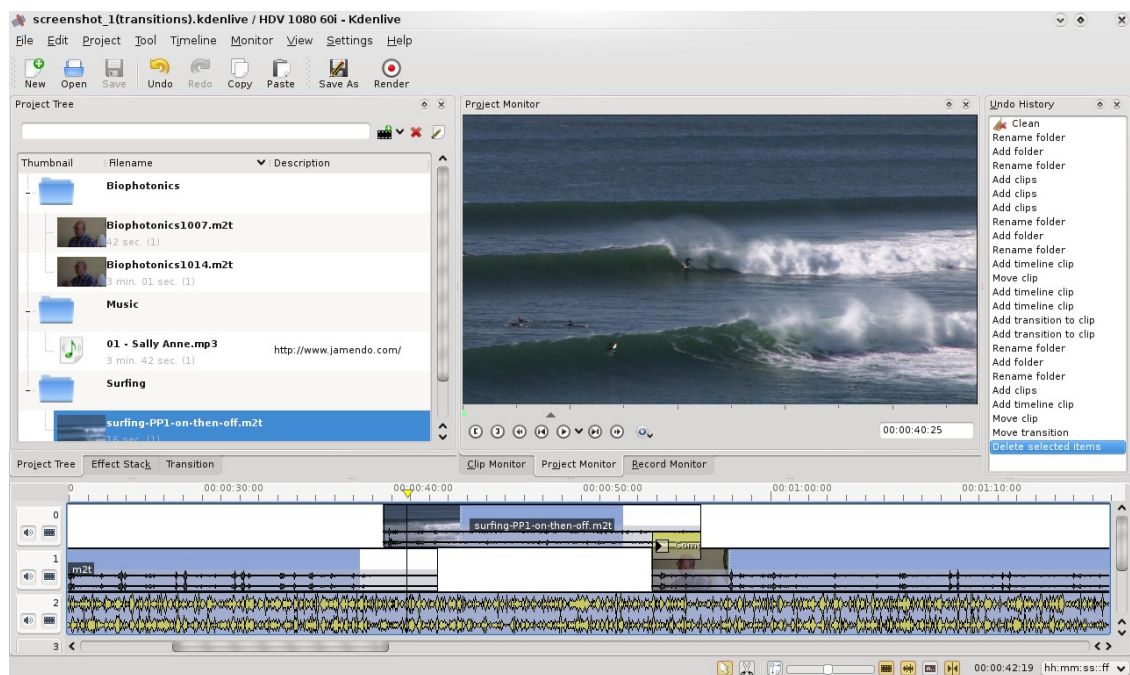 screenshot_1(transitions).kdenlive / HDV 1080 60i - Kdenlive
File Edit Project Tool Timeline Monitor View Settings Help
New Open Save Undo Redo Copy Paste Save As Render
Project Tree
Thumbnail Filename Description
Biophotonics
Biophotonics1007.m2t
42 sec. (1)
Biophotonics1014.m2t
3 min. 01 sec. (1)
Music
01 - Sally Anne.mp3
http://www.jamendo.com/
3 min. 42 sec. (1)
Surfing
surfing-PP1-on-then-off.m2t
16 sec. (1)
Project Tree Effect Stack Transition
Project Monitor
00:00:40:25
Clip Monitor Project Monitor Record Monitor
Undo History
Clean
Rename folder
Add folder
Rename folder
Add clips
Add clips
Add clips
Rename folder
Add folder
Rename folder
Add timeline clip
Move clip
Add timeline clip
Add timeline clip
Add transition to clip
Add transition to clip
Rename folder
Add folder
Rename folder
Add clips
Add timeline clip
Move clip
Move transition
Delete selected items
0 00:00:30:00 00:00:40:00 00:00:50:00 00:01:00:00 00:01:10:00
0
surfing-PP1-on-then-off.m2t
1
m2t
2
3
00:00:42:19 hh:mm:ss::ff